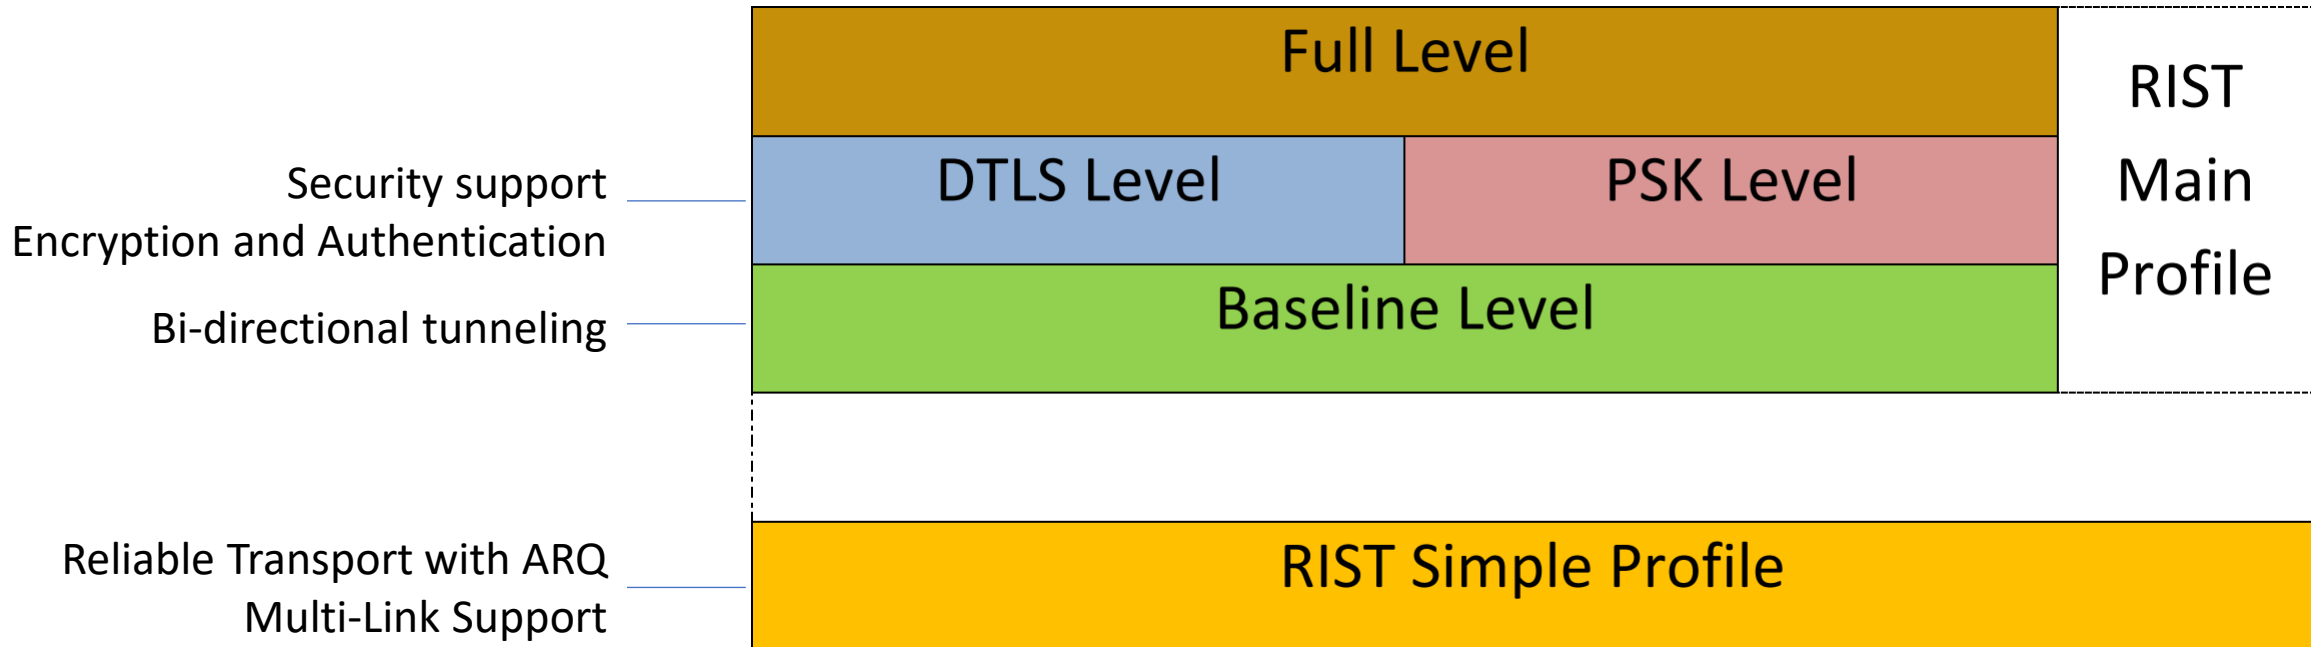 Full Level
RIST
Main
Profile
Security support
Encryption and Authentication
DTLS Level
PSK Level
Bi-directional tunneling
Baseline Level
Reliable Transport with ARQ
Multi-Link Support
RIST Simple Profile